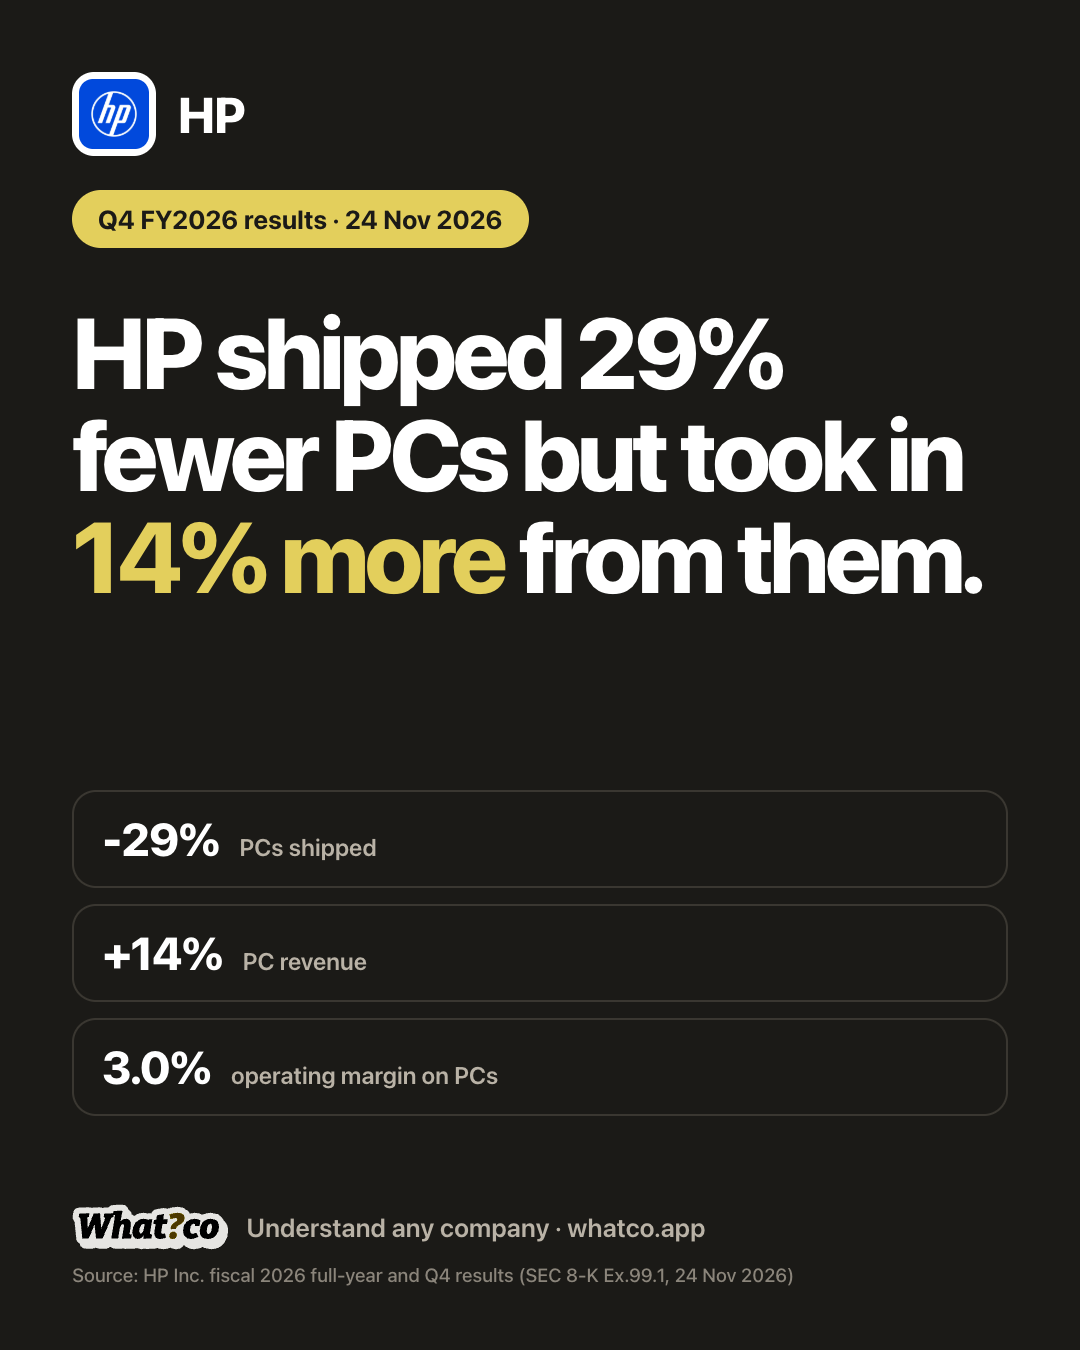 hp
HP
Q4 FY2026 results · 24 Nov 2026
HP shipped 29%
fewer PCs but took in
14% more from them.
-29% PCs shipped
+14% PC revenue
3.0% operating margin on PCs
What?co Understand any company · whatco.app
Source: HP Inc. fiscal 2026 full-year and Q4 results (SEC 8-K Ex.99.1, 24 Nov 2026)